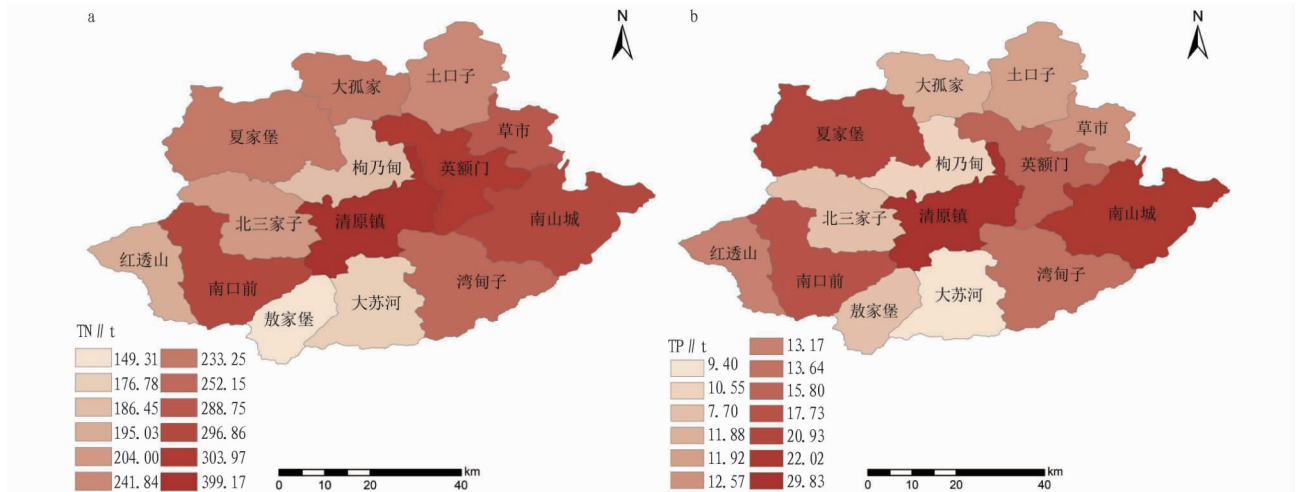 a
N
土口子
大孤家
草市
夏家堡
枸乃甸
英额门
南山城
北三家子
清原镇
红透山
湾甸子
南口前
大苏河
敖家堡
TN∥t
149.31
176.78
186.45
195.03
204.00
241.84
233.25
252.15
288.75
296.86
303.97
399.17
km
0 20 40
b
N
土口子
大孤家
草市
夏家堡
枸乃甸
英额门
南山城
北三家子
清原镇
红透山
湾甸子
南口前
大苏河
敖家堡
TP∥t
9.40
10.55
7.70
11.88
11.92
12.57
13.17
13.64
15.80
17.73
20.93
22.02
29.83
km
0 20 40